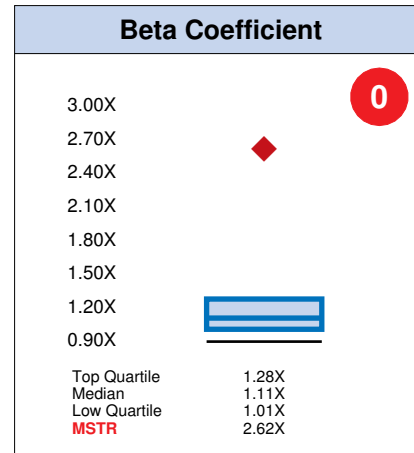 Beta Coefficient
0
3.00X
2.70X
2.40X
2.10X
1.80X
1.50X
1.20X
0.90X
Top Quartile 1.28X
Median 1.11X
Low Quartile 1.01X
MSTR 2.62X